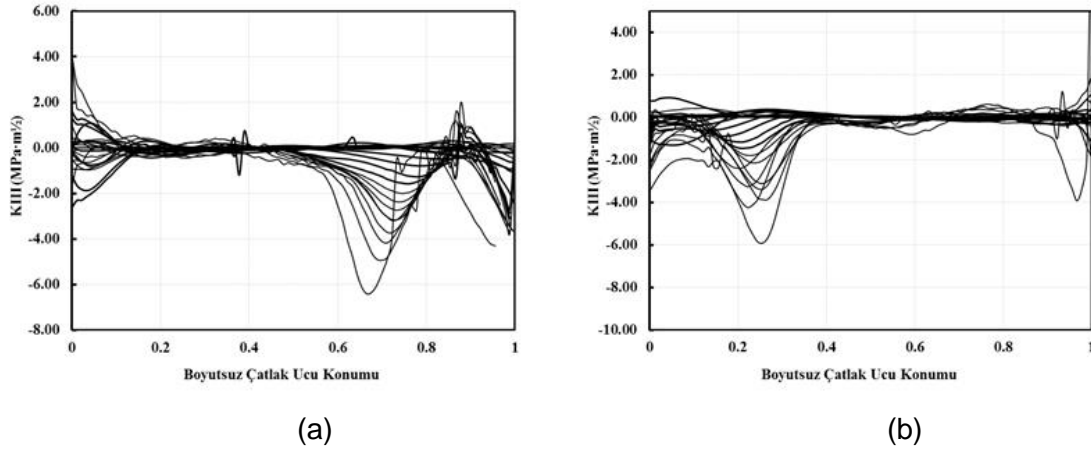 6.00
4.00
2.00
0.00
-2.00
-4.00
-6.00
-8.00
KIII (MPa·m½)
0 0.2 0.4 0.6 0.8 1
Boyutsuz Çatlak Ucu Konumu
(a)
4.00
2.00
0.00
-2.00
-4.00
-6.00
-8.00
-10.00
KIII (MPa·m½)
0 0.2 0.4 0.6 0.8 1
Boyutsuz Çatlak Ucu Konumu
(b)